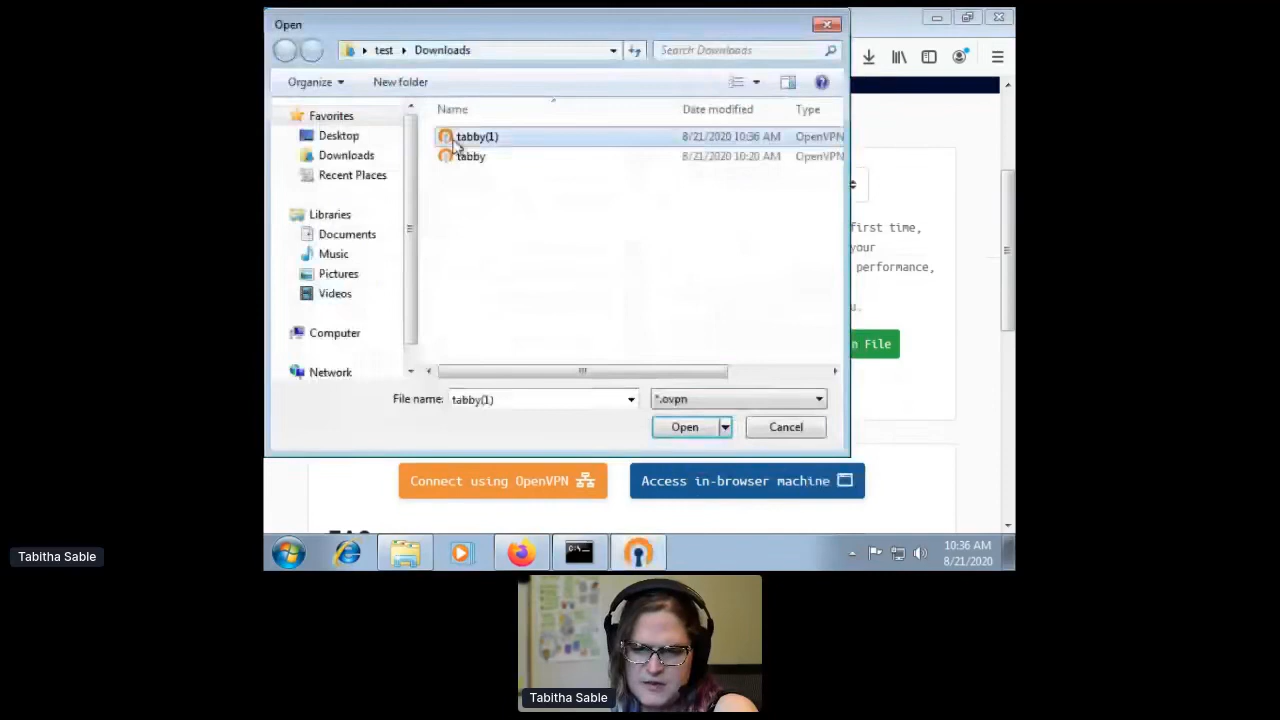 Open
test
Downloads
Search Downloads
Organize
New folder
Favorites
Desktop
Downloads
Recent Places
Libraries
Documents
Music
Pictures
Videos
Computer
Network
Name
Date modified
Type
tabby(1)
8/21/2020 10:36 AM
OpenVPN
tabby
8/21/2020 10:20 AM
OpenVPN
File name:
tabby(1)
*.ovpn
Open
Cancel
first time,
your
performance,
u.
n File
Connect using OpenVPN
Access in-browser machine
10:36 AM
8/21/2020
Tabitha Sable
Tabitha Sable